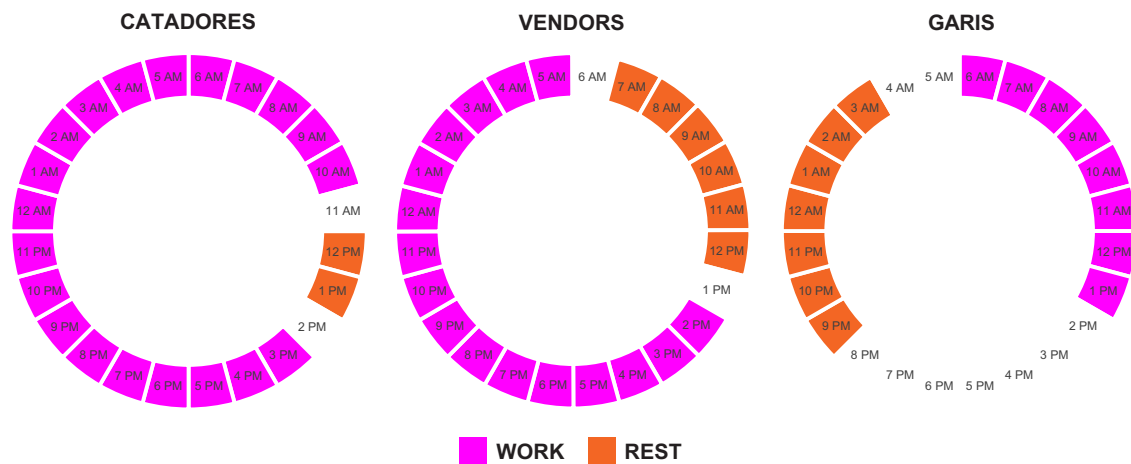 CATADORES
5 AM
6 AM
4 AM
7 AM
3 AM
8 AM
2 AM
9 AM
1 AM
10 AM
12 AM
11 AM
11 PM
12 PM
10 PM
1 PM
9 PM
2 PM
8 PM
3 PM
7 PM
4 PM
6 PM
5 PM
VENDORS
5 AM
6 AM
4 AM
7 AM
3 AM
8 AM
2 AM
9 AM
1 AM
10 AM
12 AM
11 AM
11 PM
12 PM
10 PM
1 PM
9 PM
2 PM
8 PM
3 PM
7 PM
4 PM
6 PM
5 PM
GARIS
5 AM
6 AM
4 AM
7 AM
3 AM
8 AM
2 AM
9 AM
1 AM
10 AM
12 AM
11 AM
11 PM
12 PM
10 PM
1 PM
9 PM
2 PM
8 PM
3 PM
7 PM
4 PM
6 PM
5 PM
WORK
REST